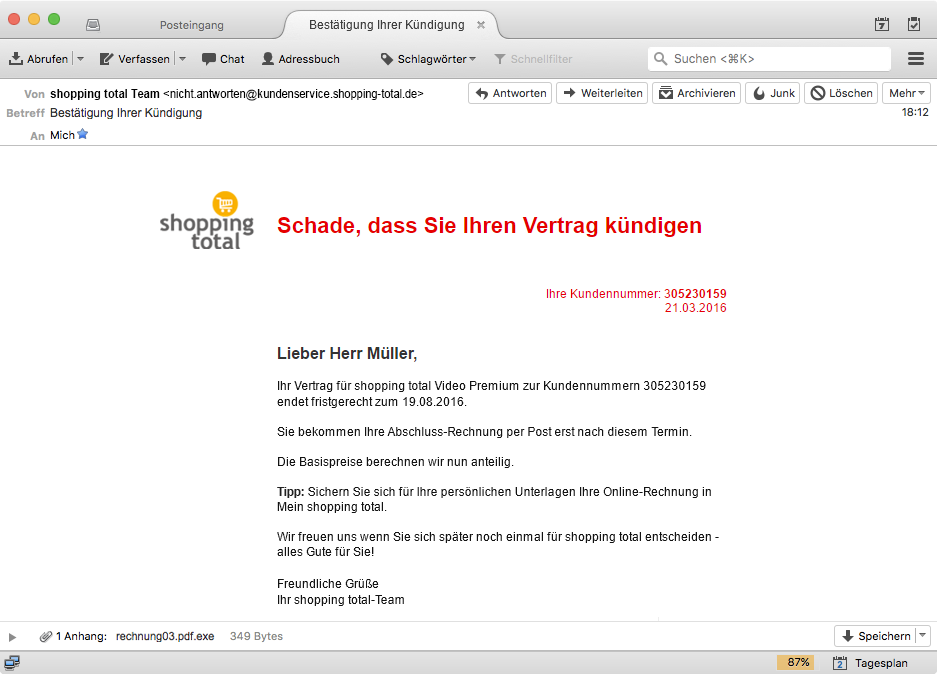 Posteingang
Bestätigung Ihrer Kündigung
7
Abrufen
Verfassen
Chat
Adressbuch
Schlagwörter
Schnellfilter
Suchen <⌘K>
Von shopping total Team <nicht.antworten@kundenservice.shopping-total.de>
Antworten
Weiterleiten
Archivieren
Junk
Löschen
Mehr
Betreff Bestätigung Ihrer Kündigung
18:12
An Mich
shopping
total
Schade, dass Sie Ihren Vertrag kündigen
Ihre Kundennummer: 305230159
21.03.2016
Lieber Herr Müller,
Ihr Vertrag für shopping total Video Premium zur Kundennummern 305230159
endet fristgerecht zum 19.08.2016.
Sie bekommen Ihre Abschluss-Rechnung per Post erst nach diesem Termin.
Die Basispreise berechnen wir nun anteilig.
Tipp: Sichern Sie sich für Ihre persönlichen Unterlagen Ihre Online-Rechnung in
Mein shopping total.
Wir freuen uns wenn Sie sich später noch einmal für shopping total entscheiden -
alles Gute für Sie!
Freundliche Grüße
Ihr shopping total-Team
1 Anhang: rechnung03.pdf.exe 349 Bytes
Speichern
87%
2
Tagesplan